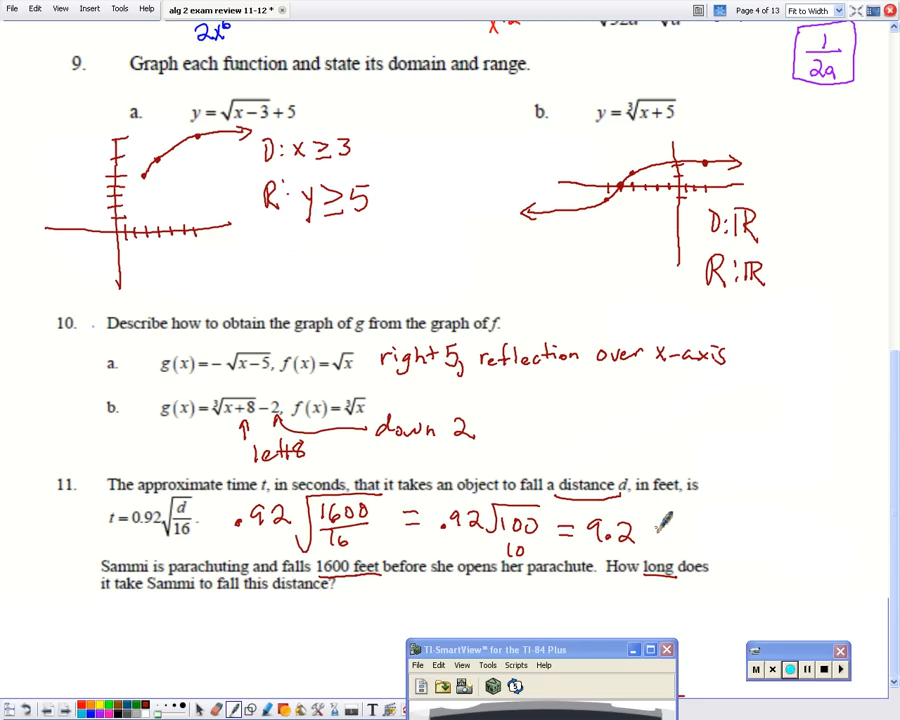 File Edit View Insert Tools Help
alg 2 exam review 11-12 *
Page 4 of 13
Fit to Width
2x⁶
1
2a
9. Graph each function and state its domain and range.
a. y = √(x−3) + 5
D: x ≥ 3
R: y ≥ 5
b. y = ∛(x+5)
D: ℝ
R: ℝ
10. Describe how to obtain the graph of g from the graph of f.
a. g(x) = −√(x−5), f(x) = √x right 5, reflection over x-axis
b. g(x) = ∛(x+8) − 2, f(x) = ∛x
down 2
left 8
11. The approximate time t, in seconds, that it takes an object to fall a distance d, in feet, is
t = 0.92√(d/16). .92√(1600/16) = .92√100 = 9.2
10
Sammi is parachuting and falls 1600 feet before she opens her parachute. How long does
it take Sammi to fall this distance?
TI-SmartView™ for the TI-84 Plus
File Edit View Tools Scripts Help
M
T